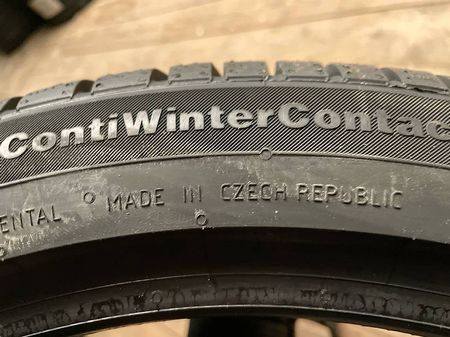 ContiWinterContac
ENTAL MADE IN CZECH REPUBLIC